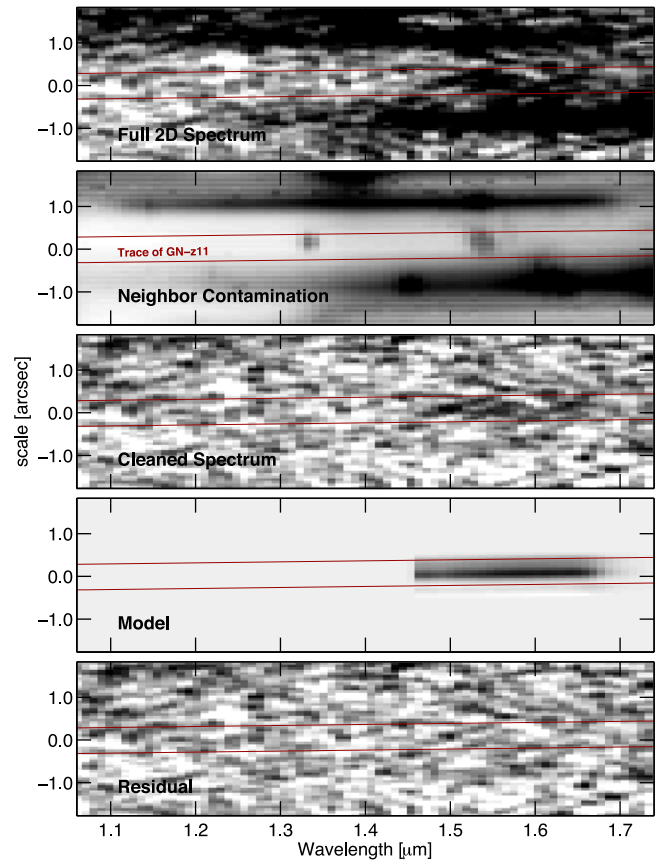 1.0
0.0
−1.0
Full 2D Spectrum
1.0
0.0
−1.0
Trace of GN−z11
Neighbor Contamination
1.0
0.0
−1.0
Cleaned Spectrum
scale [arcsec]
1.0
0.0
−1.0
Model
1.0
0.0
−1.0
Residual
1.1 1.2 1.3 1.4 1.5 1.6 1.7
Wavelength [μm]